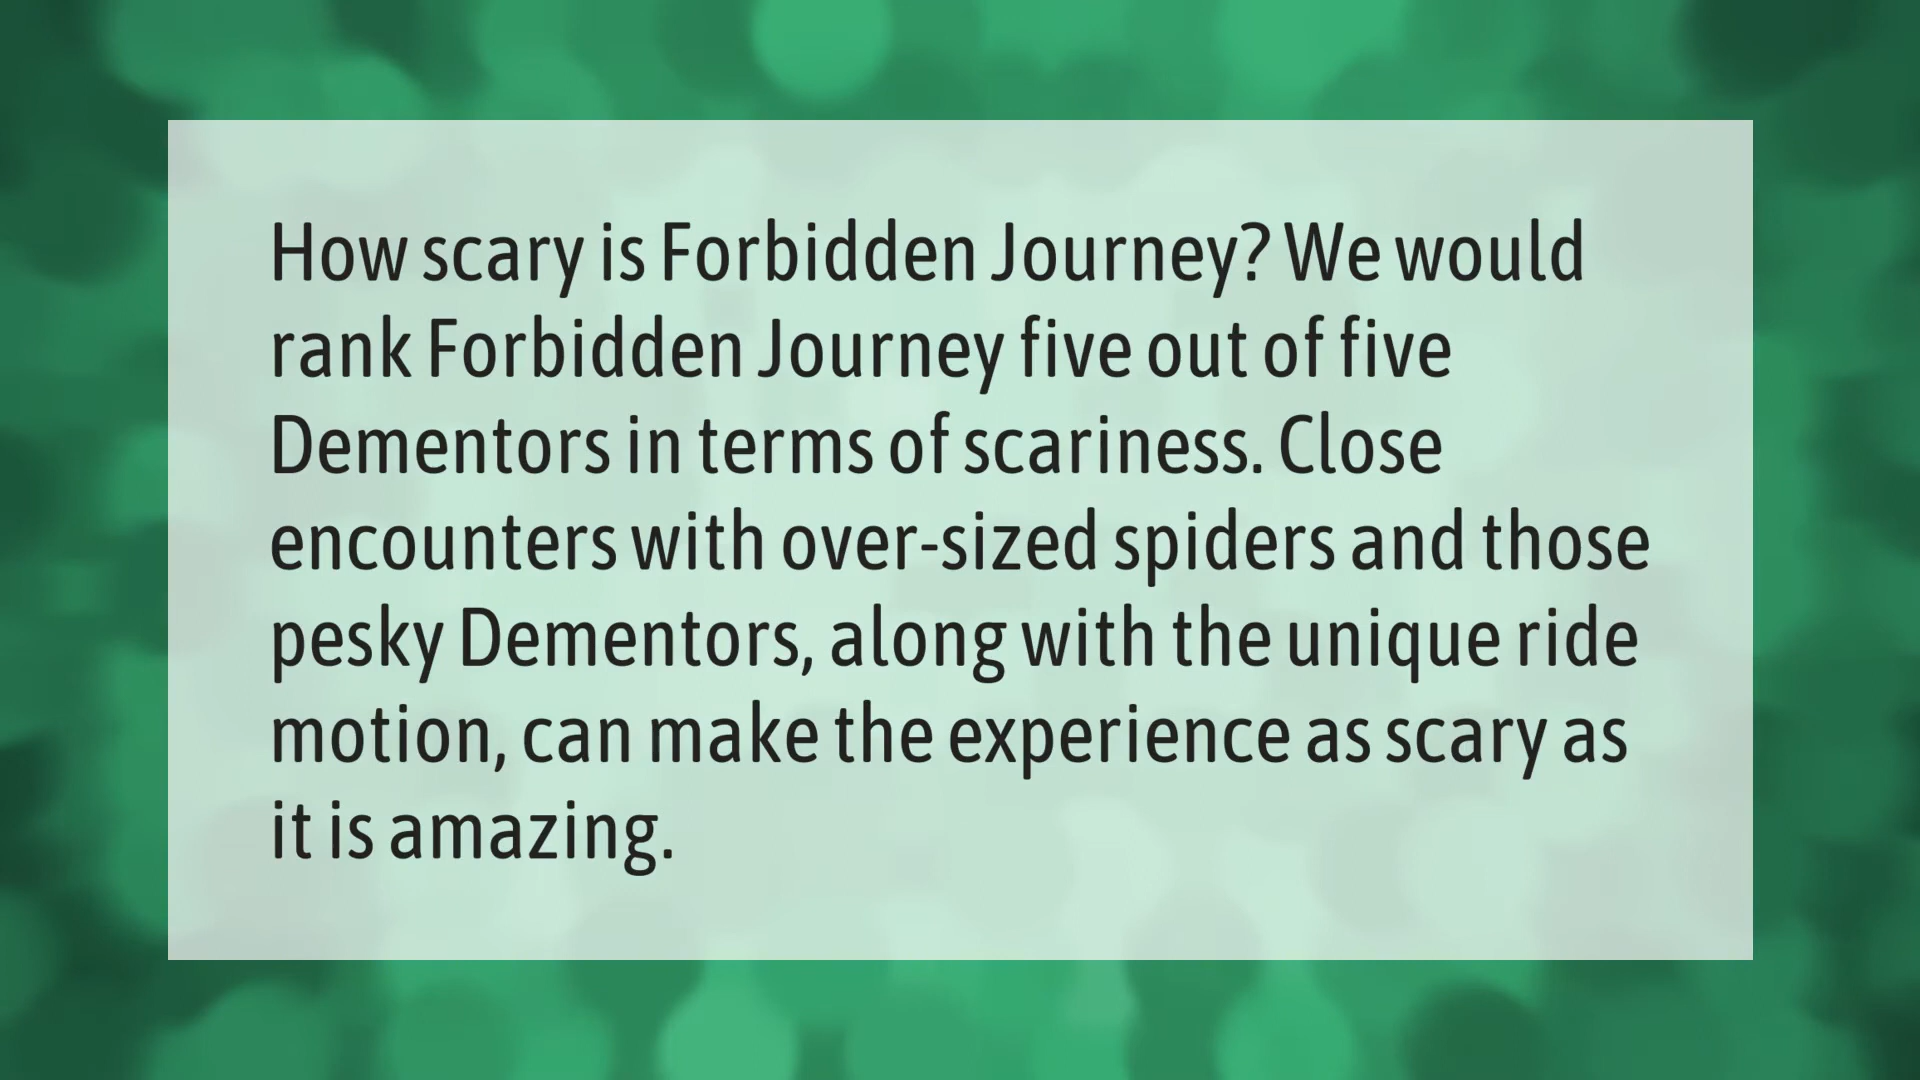 How scary is Forbidden Journey? We would
rank Forbidden Journey five out of five
Dementors in terms of scariness. Close
encounters with over-sized spiders and those
pesky Dementors, along with the unique ride
motion, can make the experience as scary as
it is amazing.